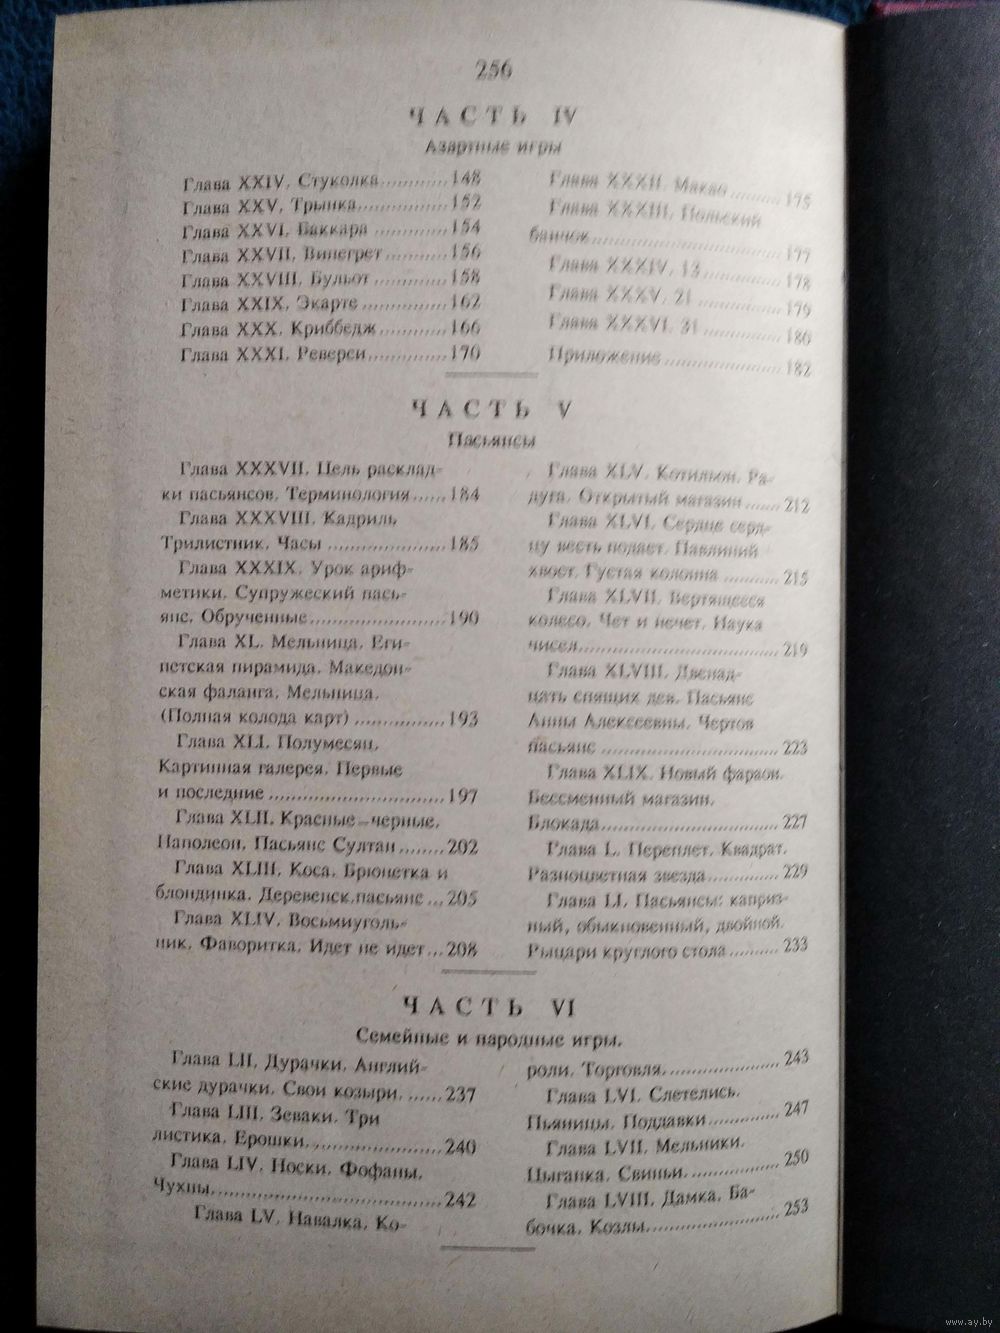 256
ЧАСТЬ IV
Азартные игры
Глава XXIV. Стуколка............148
Глава XXV. Трынка................152
Глава XXVI. Баккара ..............154
Глава XXVII. Винегрет...........156
Глава XXVIII. Бульот..............158
Глава XXIX. Экарте ...............162
Глава XXX. Криббедж............166
Глава XXXI. Реверси..............170
Глава XXXII. Макао .........175
Глава XXXIII. Польский
банчок........................177
Глава XXXIV. 13..............178
Глава XXXV. 21 ..............179
Глава XXXVI. 31 .............180
Приложение....................182
ЧАСТЬ V
Пасьянсы
Глава XXXVII. Цель расклад-
ки пасьянсов. Терминология......184
Глава XXXVIII. Кадриль
Трилистник. Часы ....................185
Глава XXXIX. Урок ариф-
метики. Супружеский пась-
янс. Обрученные........................190
Глава XL. Мельница. Еги-
петская пирамида. Македон-
ская фаланга. Мельница.
(Полная колода карт) ................193
Глава XLI. Полумесяц.
Картинная галерея. Первые
и последние ...............................197
Глава XLII. Красные–черные.
Наполеон. Пасьянс Султан ........202
Глава XLIII. Коса. Брюнетка и
блондинка. Деревенск.пасьянс ...205
Глава XLIV. Восьмиуголь-
ник. Фаворитка. Идет не идет...208
Глава XLV. Котильон. Ра-
дуга. Открытый магазин ......212
Глава XLVI. Сердце серд-
цу весть подает. Павлиний
хвост. Густая колонна ..........215
Глава XLVII. Вертящееся
колесо. Чет и нечет. Наука
чисел...................................219
Глава XLVIII. Двенад-
цать спящих дев. Пасьянс
Анны Алексеевны. Чертов
пасьянс ................................223
Глава XLIX. Новый фараон.
Бессменный магазин.
Блокада................................227
Глава L. Переплет. Квадрат.
Разноцветная звезда.............229
Глава LI. Пасьянсы: каприз-
ный, обыкновенный, двойной.
Рыцари круглого стола .........233
ЧАСТЬ VI
Семейные и народные игры.
Глава LII. Дурачки. Англий-
ские дурачки. Свои козыри. ......237
Глава LIII. Зеваки. Три
листика. Ерошки. ......................240
Глава LIV. Носки. Фофаны.
Чухны.......................................242
Глава LV. Навалка. Ко-
роли. Торговля. ....................243
Глава LVI. Слетелись.
Пьяницы. Поддавки.............247
Глава LVII. Мельники.
Цыганка. Свиньи. ................250
Глава LVIII. Дамка. Ба-
бочка. Козлы.......................253
www.ay.by